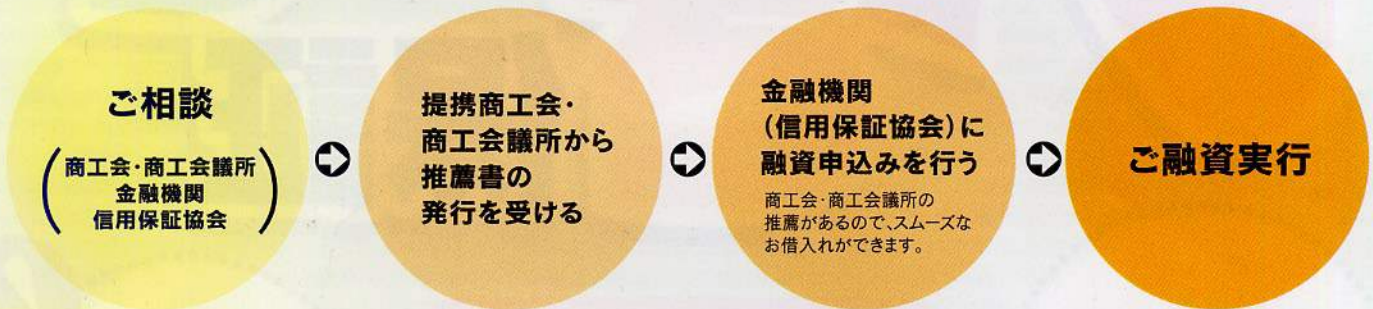 ご相談
(商工会・商工会議所
金融機関
信用保証協会)
提携商工会・
商工会議所から
推薦書の
発行を受ける
金融機関
(信用保証協会)に
融資申込みを行う
商工会・商工会議所の
推薦があるので、スムーズな
お借入れができます。
ご融資実行